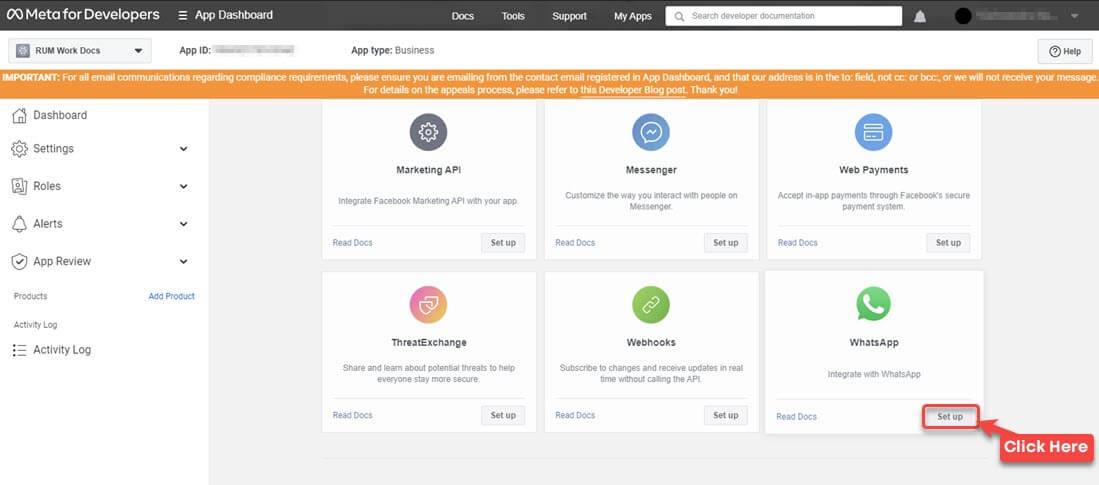 Meta for Developers
App Dashboard
Docs
Tools
Support
My Apps
Search developer documentation
RUM Work Docs
App ID:
App type: Business
Help
IMPORTANT: For all email communications regarding compliance requirements, please ensure you are emailing from the contact email registered in App Dashboard, and that our address is in the to: field, not cc: or bcc:, or we will not receive your message.
For details on the appeals process, please refer to this Developer Blog post. Thank you!
Dashboard
Settings
Roles
Alerts
App Review
Products
Add Product
Activity Log
Activity Log
Marketing API
Integrate Facebook Marketing API with your app.
Read Docs
Set up
Messenger
Customize the way you interact with people on
Messenger.
Read Docs
Set up
Web Payments
Accept in-app payments through Facebook's secure
payment system.
Read Docs
Set up
ThreatExchange
Share and learn about potential threats to help
everyone stay more secure.
Read Docs
Set up
Webhooks
Subscribe to changes and receive updates in real
time without calling the API.
Read Docs
Set up
WhatsApp
Integrate with WhatsApp
Read Docs
Set up
Click Here